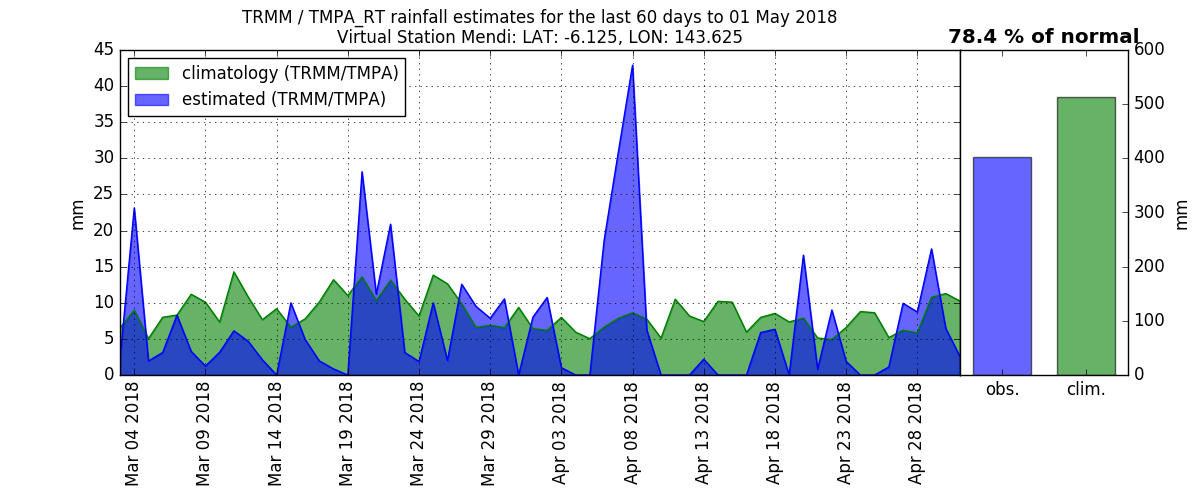 TRMM / TMPA_RT rainfall estimates for the last 60 days to 01 May 2018
Virtual Station Mendi: LAT: -6.125, LON: 143.625
78.4 % of normal
climatology (TRMM/TMPA)
estimated (TRMM/TMPA)
45
40
35
30
25
20
15
10
5
0
mm
Mar 04 2018
Mar 09 2018
Mar 14 2018
Mar 19 2018
Mar 24 2018
Mar 29 2018
Apr 03 2018
Apr 08 2018
Apr 13 2018
Apr 18 2018
Apr 23 2018
Apr 28 2018
obs.
clim.
600
500
400
300
200
100
0
mm